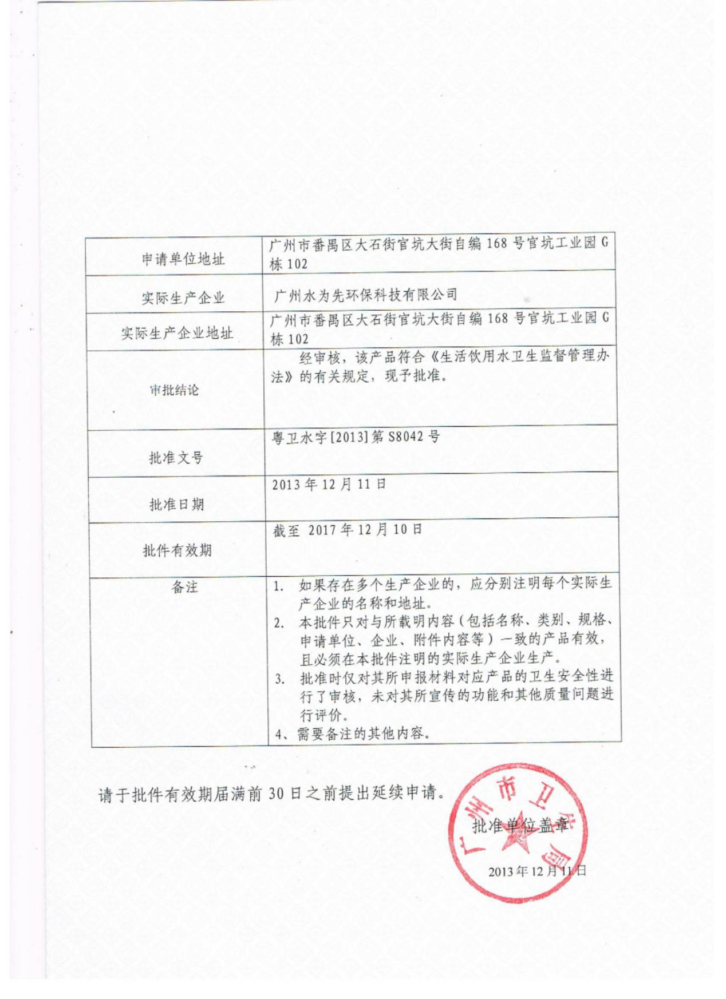 申请单位地址
广州市番禺区大石街官坑大街自编 168 号官坑工业园 G
栋 102
实际生产企业
广州水为先环保科技有限公司
实际生产企业地址
广州市番禺区大石街官坑大街自编 168 号官坑工业园 G
栋 102
审批结论
经审核，该产品符合《生活饮用水卫生监督管理办
法》的有关规定，现予批准。
批准文号
粤卫水字[2013]第 S8042 号
批准日期
2013 年 12 月 11 日
批件有效期
截至 2017 年 12 月 10 日
备注
1. 如果存在多个生产企业的，应分别注明每个实际生
产企业的名称和地址。
2. 本批件只对与所载明内容（包括名称、类别、规格、
申请单位、企业、附件内容等）一致的产品有效，
且必须在本批件注明的实际生产企业生产。
3. 批准时仅对其所申报材料对应产品的卫生安全性进
行了审核，未对其所宣传的功能和其他质量问题进
行评价。
4、需要备注的其他内容。
请于批件有效期届满前 30 日之前提出延续申请。
广州市卫生局
批准单位盖章
2013 年 12 月 11 日